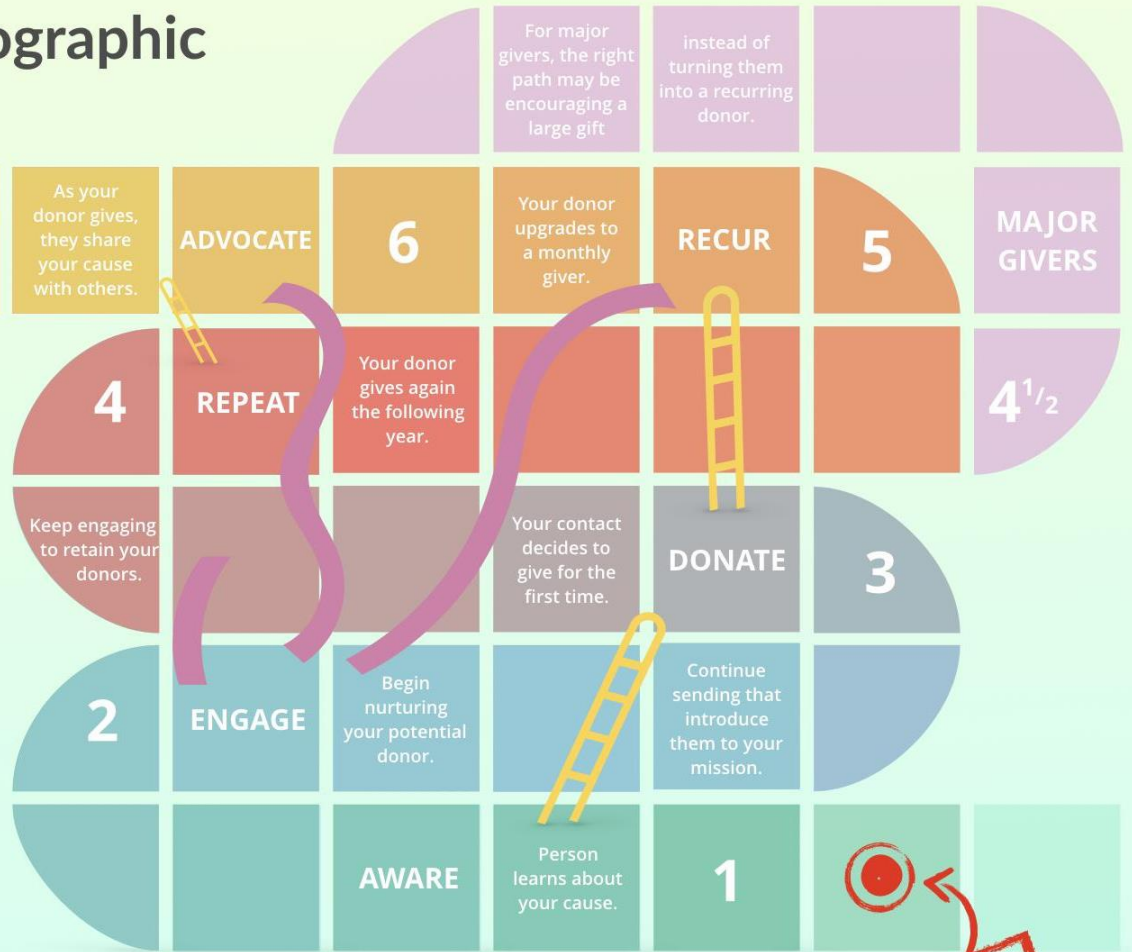 ographic
For major
givers, the right
path may be
encouraging a
large gift
instead of
turning them
into a recurring
donor.
As your
donor gives,
they share
your cause
with others.
ADVOCATE
6
Your donor
upgrades to
a monthly
giver.
RECUR
5
MAJOR
GIVERS
4
REPEAT
Your donor
gives again
the following
year.
4 1/2
Keep engaging
to retain your
donors.
Your contact
decides to
give for the
first time.
DONATE
3
2
ENGAGE
Begin
nurturing
your potential
donor.
Continue
sending that
introduce
them to your
mission.
AWARE
Person
learns about
your cause.
1